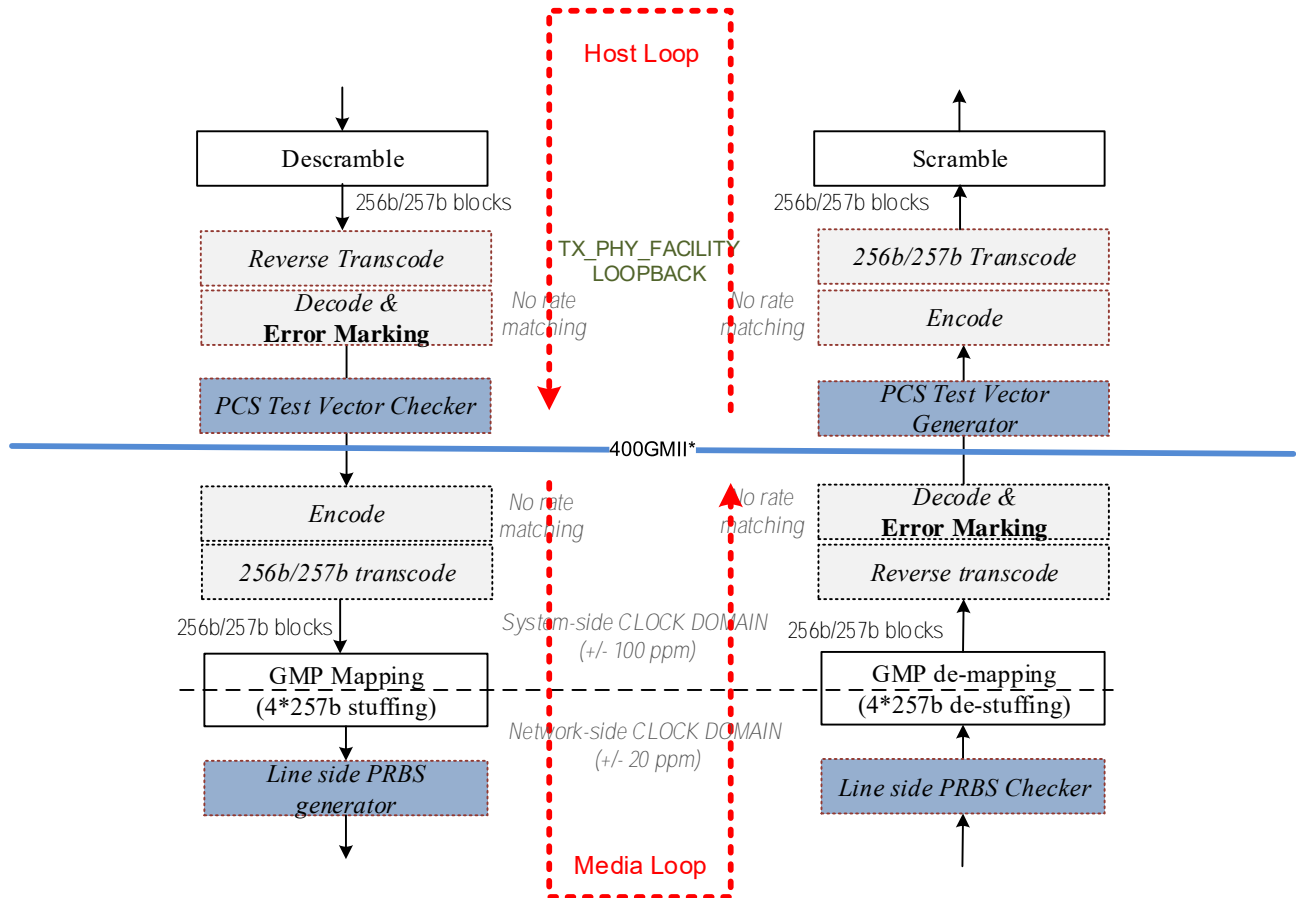 Host Loop
Descramble
Scramble
256b/257b blocks
256b/257b blocks
TX_PHY_FACILITY
LOOPBACK
Reverse Transcode
256b/257b Transcode
Decode &
Error Marking
No rate
matching
No rate
matching
Encode
PCS Test Vector Checker
PCS Test Vector
Generator
400GMII*
Encode
No rate
matching
No rate
matching
Decode &
Error Marking
256b/257b transcode
Reverse transcode
256b/257b blocks
System-side CLOCK DOMAIN
(+/- 100 ppm)
256b/257b blocks
GMP Mapping
(4*257b stuffing)
GMP de-mapping
(4*257b de-stuffing)
Network-side CLOCK DOMAIN
(+/- 20 ppm)
Line side PRBS
generator
Line side PRBS Checker
Media Loop